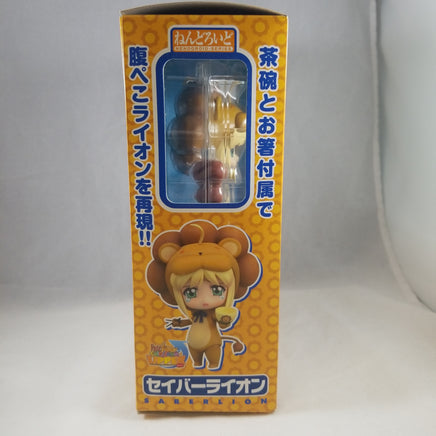 ねんどろいど
NENDOROID SERIES
茶碗とお箸付属で
腹ぺこライオンを再現!!
セイバーライオン
SABERLION